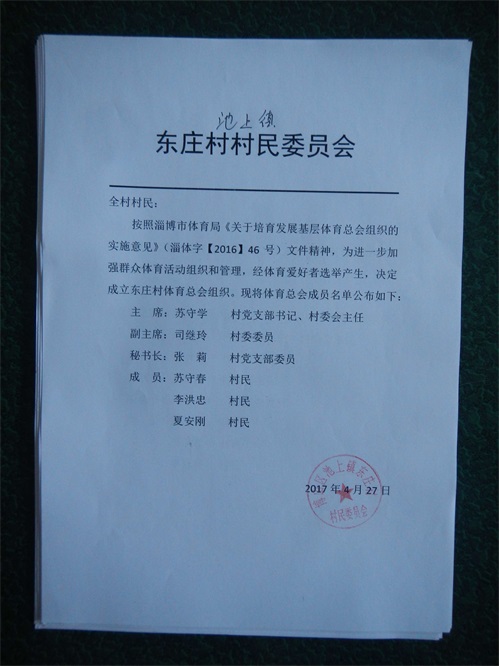 池上镇
东庄村村民委员会
全村村民：
按照淄博市体育局《关于培育发展基层体育总会组织的
实施意见》（淄体字【2016】46 号）文件精神，为进一步加
强群众体育活动组织和管理，经体育爱好者选举产生，决定
成立东庄村体育总会组织。现将体育总会成员名单公布如下：
主 席：苏守学 村党支部书记、村委会主任
副主席：司继玲 村委委员
秘书长：张 莉 村党支部委员
成 员：苏守春 村民
李洪忠 村民
夏安刚 村民
2017 年 4 月 27 日
区池上镇东庄
村民委员会